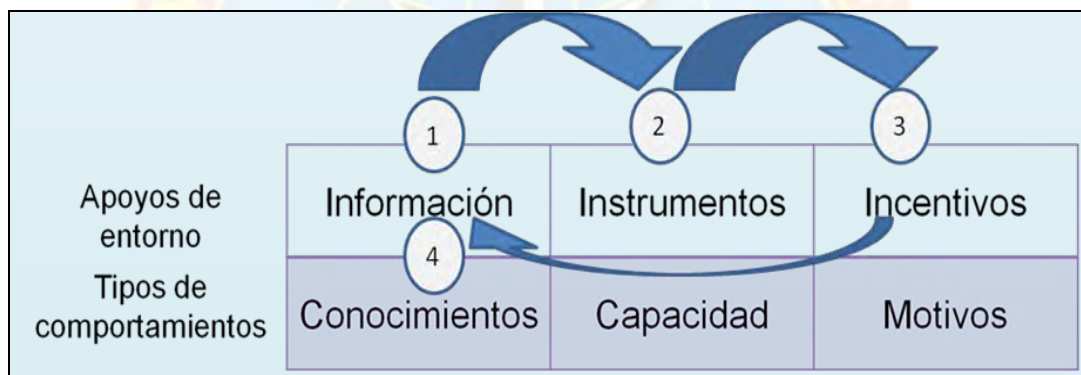 1
2
3
Apoyos de
entorno
Información
Instrumentos
Incentivos
4
Tipos de
comportamientos
Conocimientos
Capacidad
Motivos